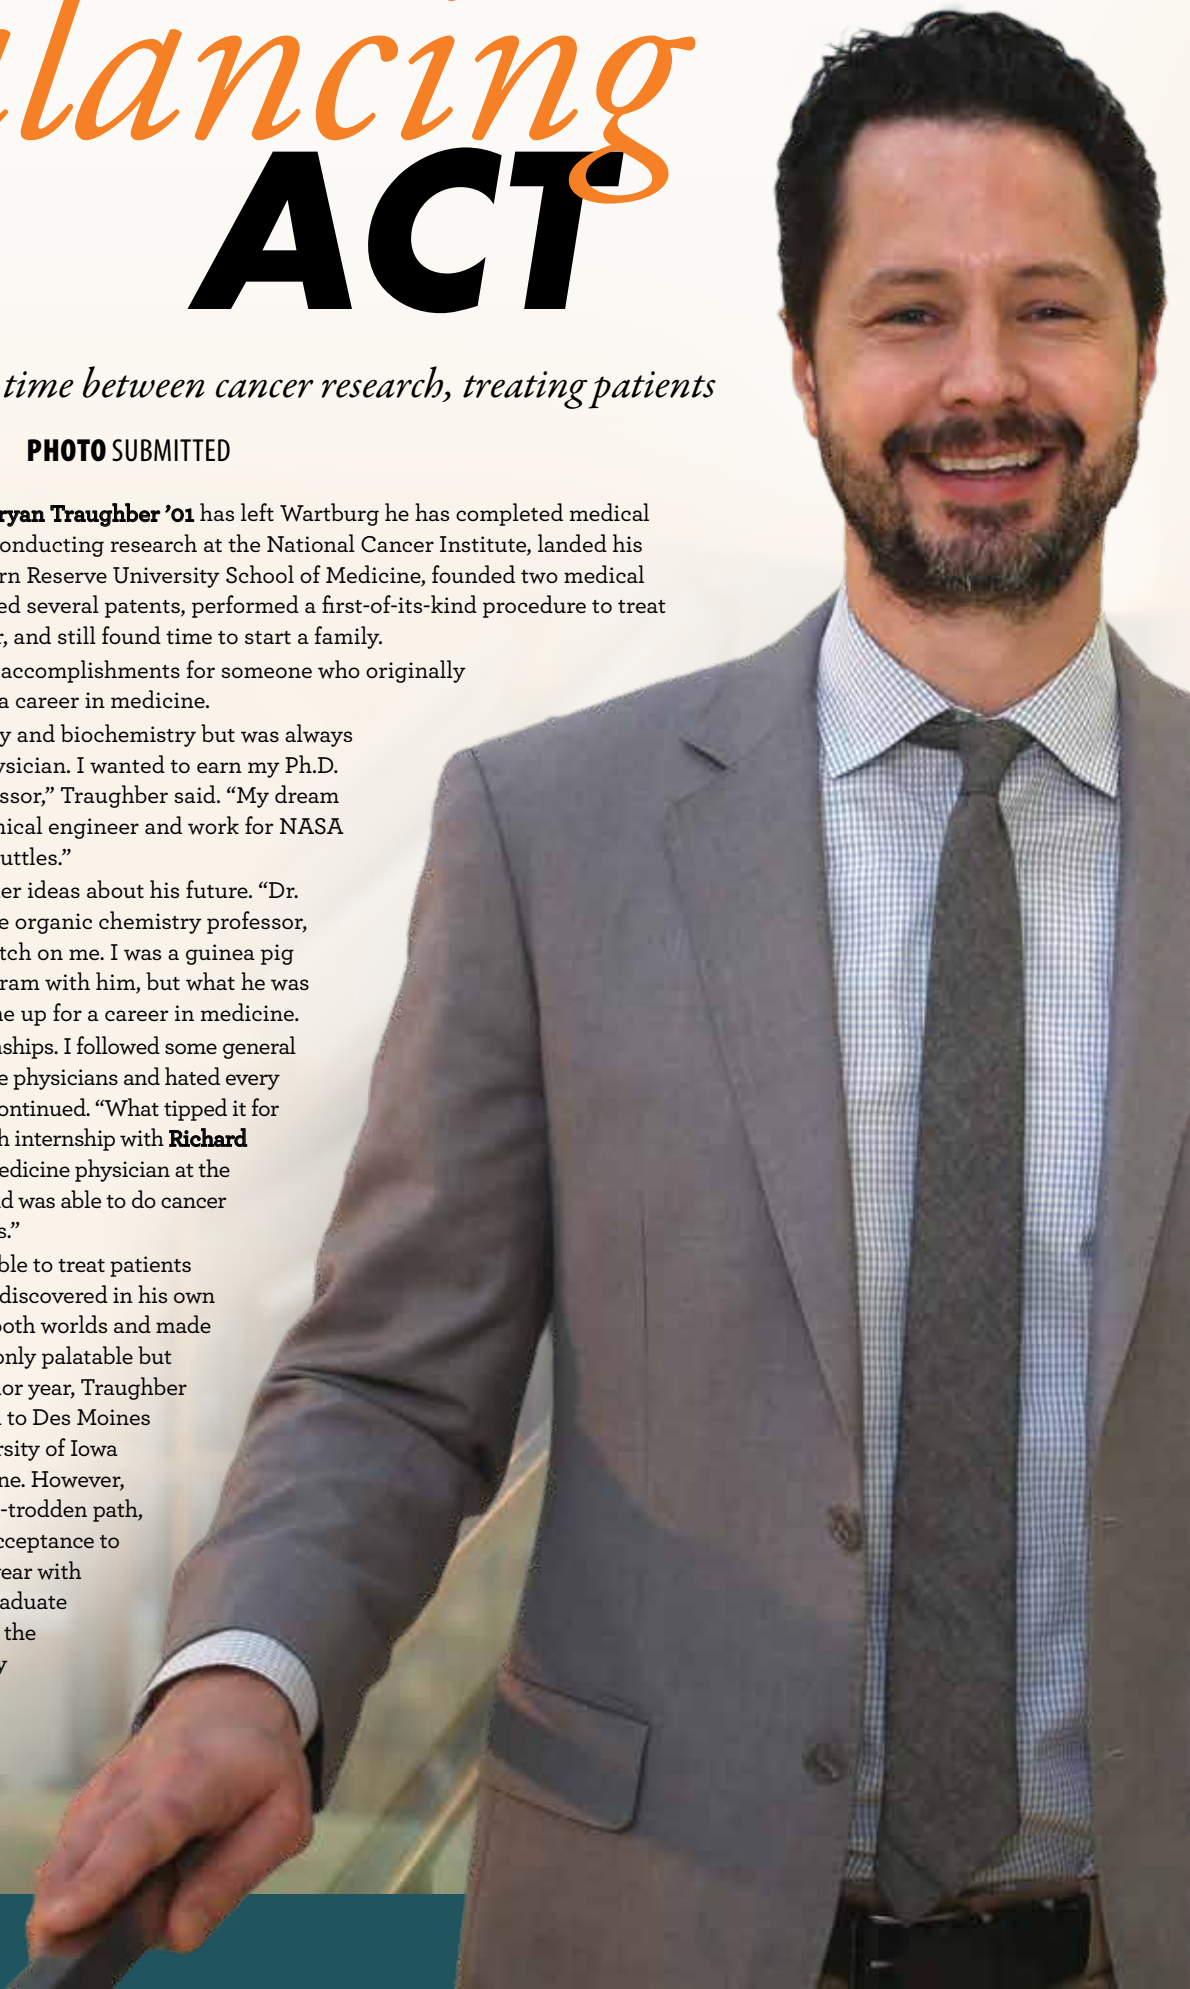 alancing
ACT
time between cancer research, treating patients
PHOTO SUBMITTED
ryan Traughber ’01 has left Wartburg he has completed medical
onducting research at the National Cancer Institute, landed his
rn Reserve University School of Medicine, founded two medical
ed several patents, performed a first-of-its-kind procedure to treat
r, and still found time to start a family.
accomplishments for someone who originally
a career in medicine.
y and biochemistry but was always
ysician. I wanted to earn my Ph.D.
ssor,” Traughber said. “My dream
nical engineer and work for NASA
uttles.”
er ideas about his future. “Dr.
e organic chemistry professor,
tch on me. I was a guinea pig
ram with him, but what he was
e up for a career in medicine.
ships. I followed some general
e physicians and hated every
ontinued. “What tipped it for
h internship with Richard
edicine physician at the
d was able to do cancer
s.”
ble to treat patients
discovered in his own
both worlds and made
only palatable but
or year, Traughber
to Des Moines
rsity of Iowa
ne. However,
-trodden path,
cceptance to
year with
aduate
the
y